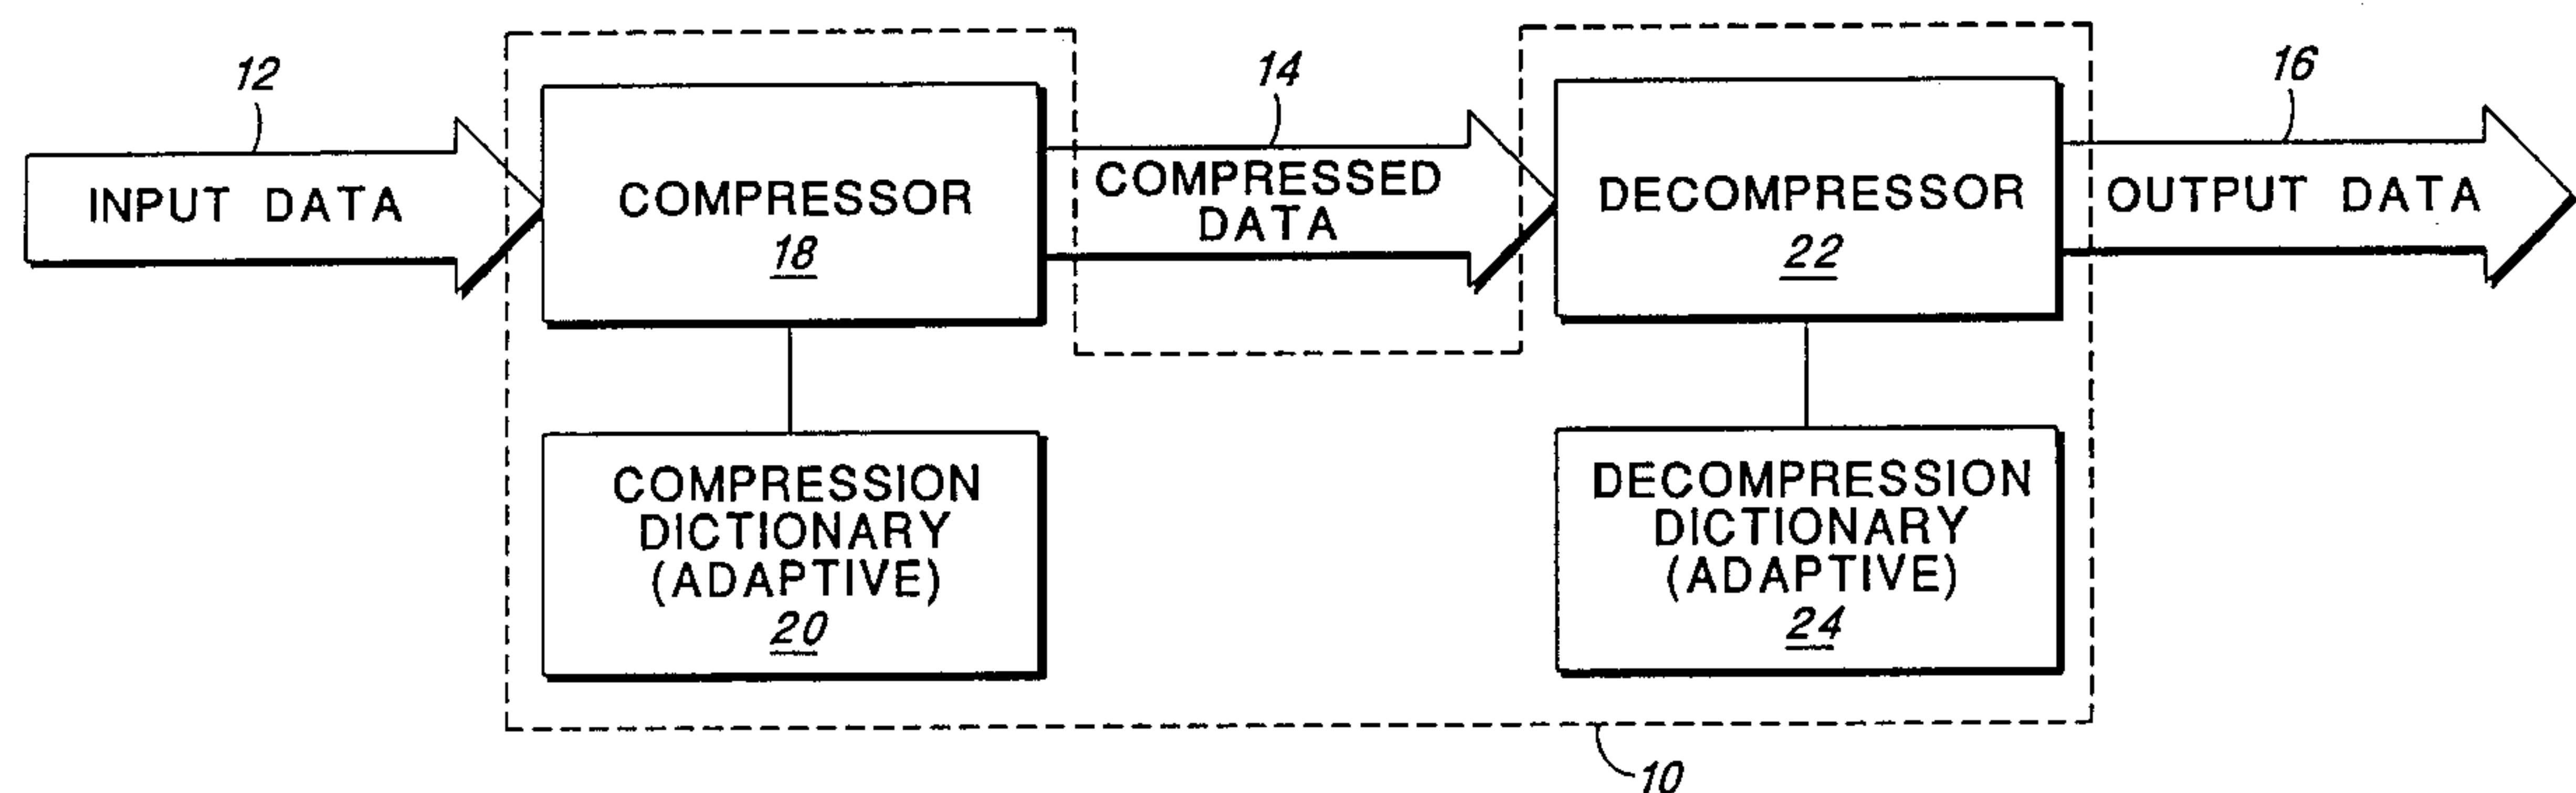 12
14
16
INPUT DATA
COMPRESSOR
18
COMPRESSED
DATA
DECOMPRESSOR
22
OUTPUT DATA
COMPRESSION
DICTIONARY
(ADAPTIVE)
20
DECOMPRESSION
DICTIONARY
(ADAPTIVE)
24
10